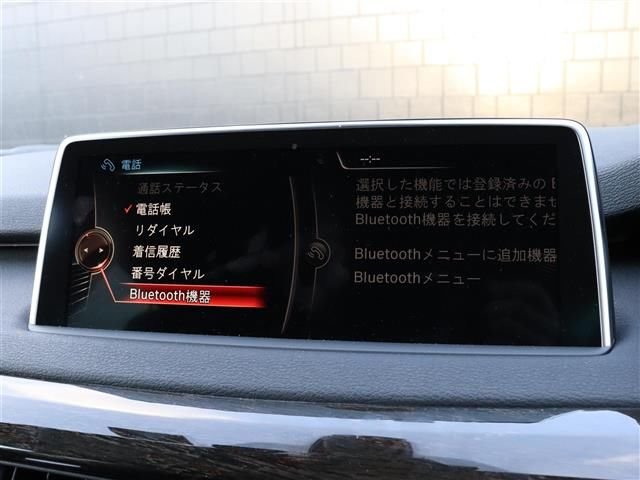 電話
通話ステータス
電話帳
リダイヤル
着信履歴
番号ダイヤル
Bluetooth機器
--:--
選択した機能では登録済みの
機器と接続することはできませ
Bluetooth機器を接続してくだ
Bluetoothメニューに追加機器
Bluetoothメニュー